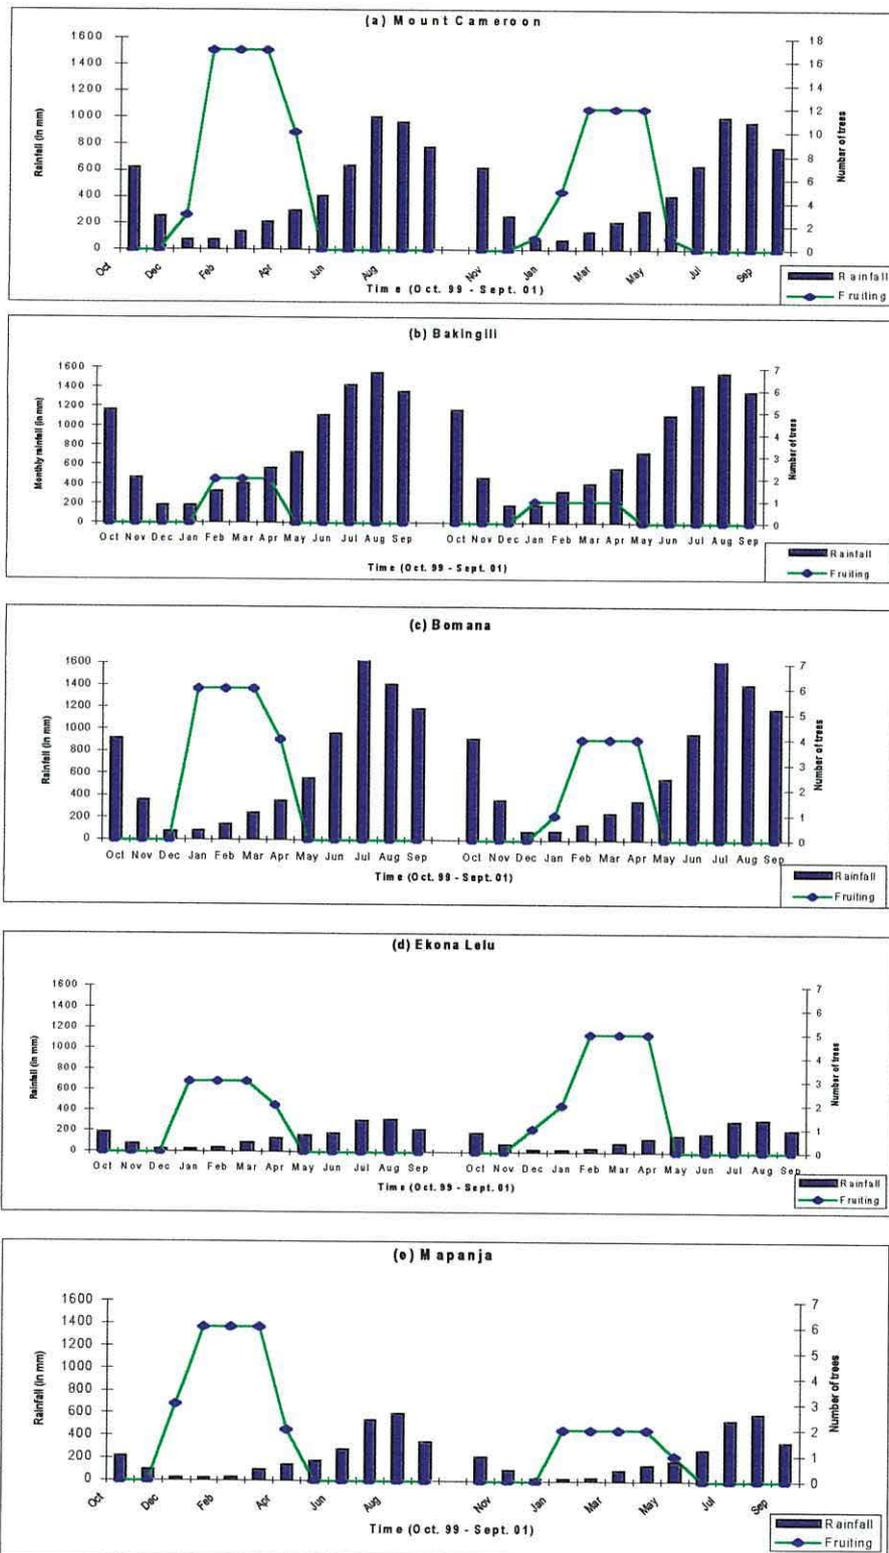 (a) Mount Cameroon
1600
1400
1200
1000
800
600
400
200
0
Rainfall (in mm)
18
16
14
12
10
8
6
4
2
0
Number of trees
Oct Dec Feb Apr Jun Aug Nov Jan Mar May Jul Sep
Time (Oct. 99 - Sept. 01)
Rainfall
Fruiting
(b) Bakingili
1600
1400
1200
1000
800
600
400
200
0
Monthly rainfall (in mm)
7
6
5
4
3
2
1
0
Number of trees
Oct Nov Dec Jan Feb Mar Apr May Jun Jul Aug Sep Oct Nov Dec Jan Feb Mar Apr May Jun Jul Aug Sep
Time (Oct. 99 - Sept. 01)
Rainfall
Fruiting
(c) Bomana
1600
1400
1200
1000
800
600
400
200
0
Rainfall (in mm)
7
6
5
4
3
2
1
0
Number of trees
Oct Nov Dec Jan Feb Mar Apr May Jun Jul Aug Sep Oct Nov Dec Jan Feb Mar Apr May Jun Jul Aug Sep
Time (Oct. 99 - Sept. 01)
Rainfall
Fruiting
(d) Ekona Lelu
1600
1400
1200
1000
800
600
400
200
0
Rainfall (in mm)
7
6
5
4
3
2
1
0
Number of trees
Oct Nov Dec Jan Feb Mar Apr May Jun Jul Aug Sep Oct Nov Dec Jan Feb Mar Apr May Jun Jul Aug Sep
Time (Oct. 99 - Sept. 01)
Rainfall
Fruiting
(e) Mapanja
1600
1400
1200
1000
800
600
400
200
0
Rainfall (in mm)
7
6
5
4
3
2
1
0
Number of trees
Oct Dec Feb Apr Jun Aug Nov Jan Mar May Jul Sep
Time (Oct. 99 - Sept. 01)
Rainfall
Fruiting